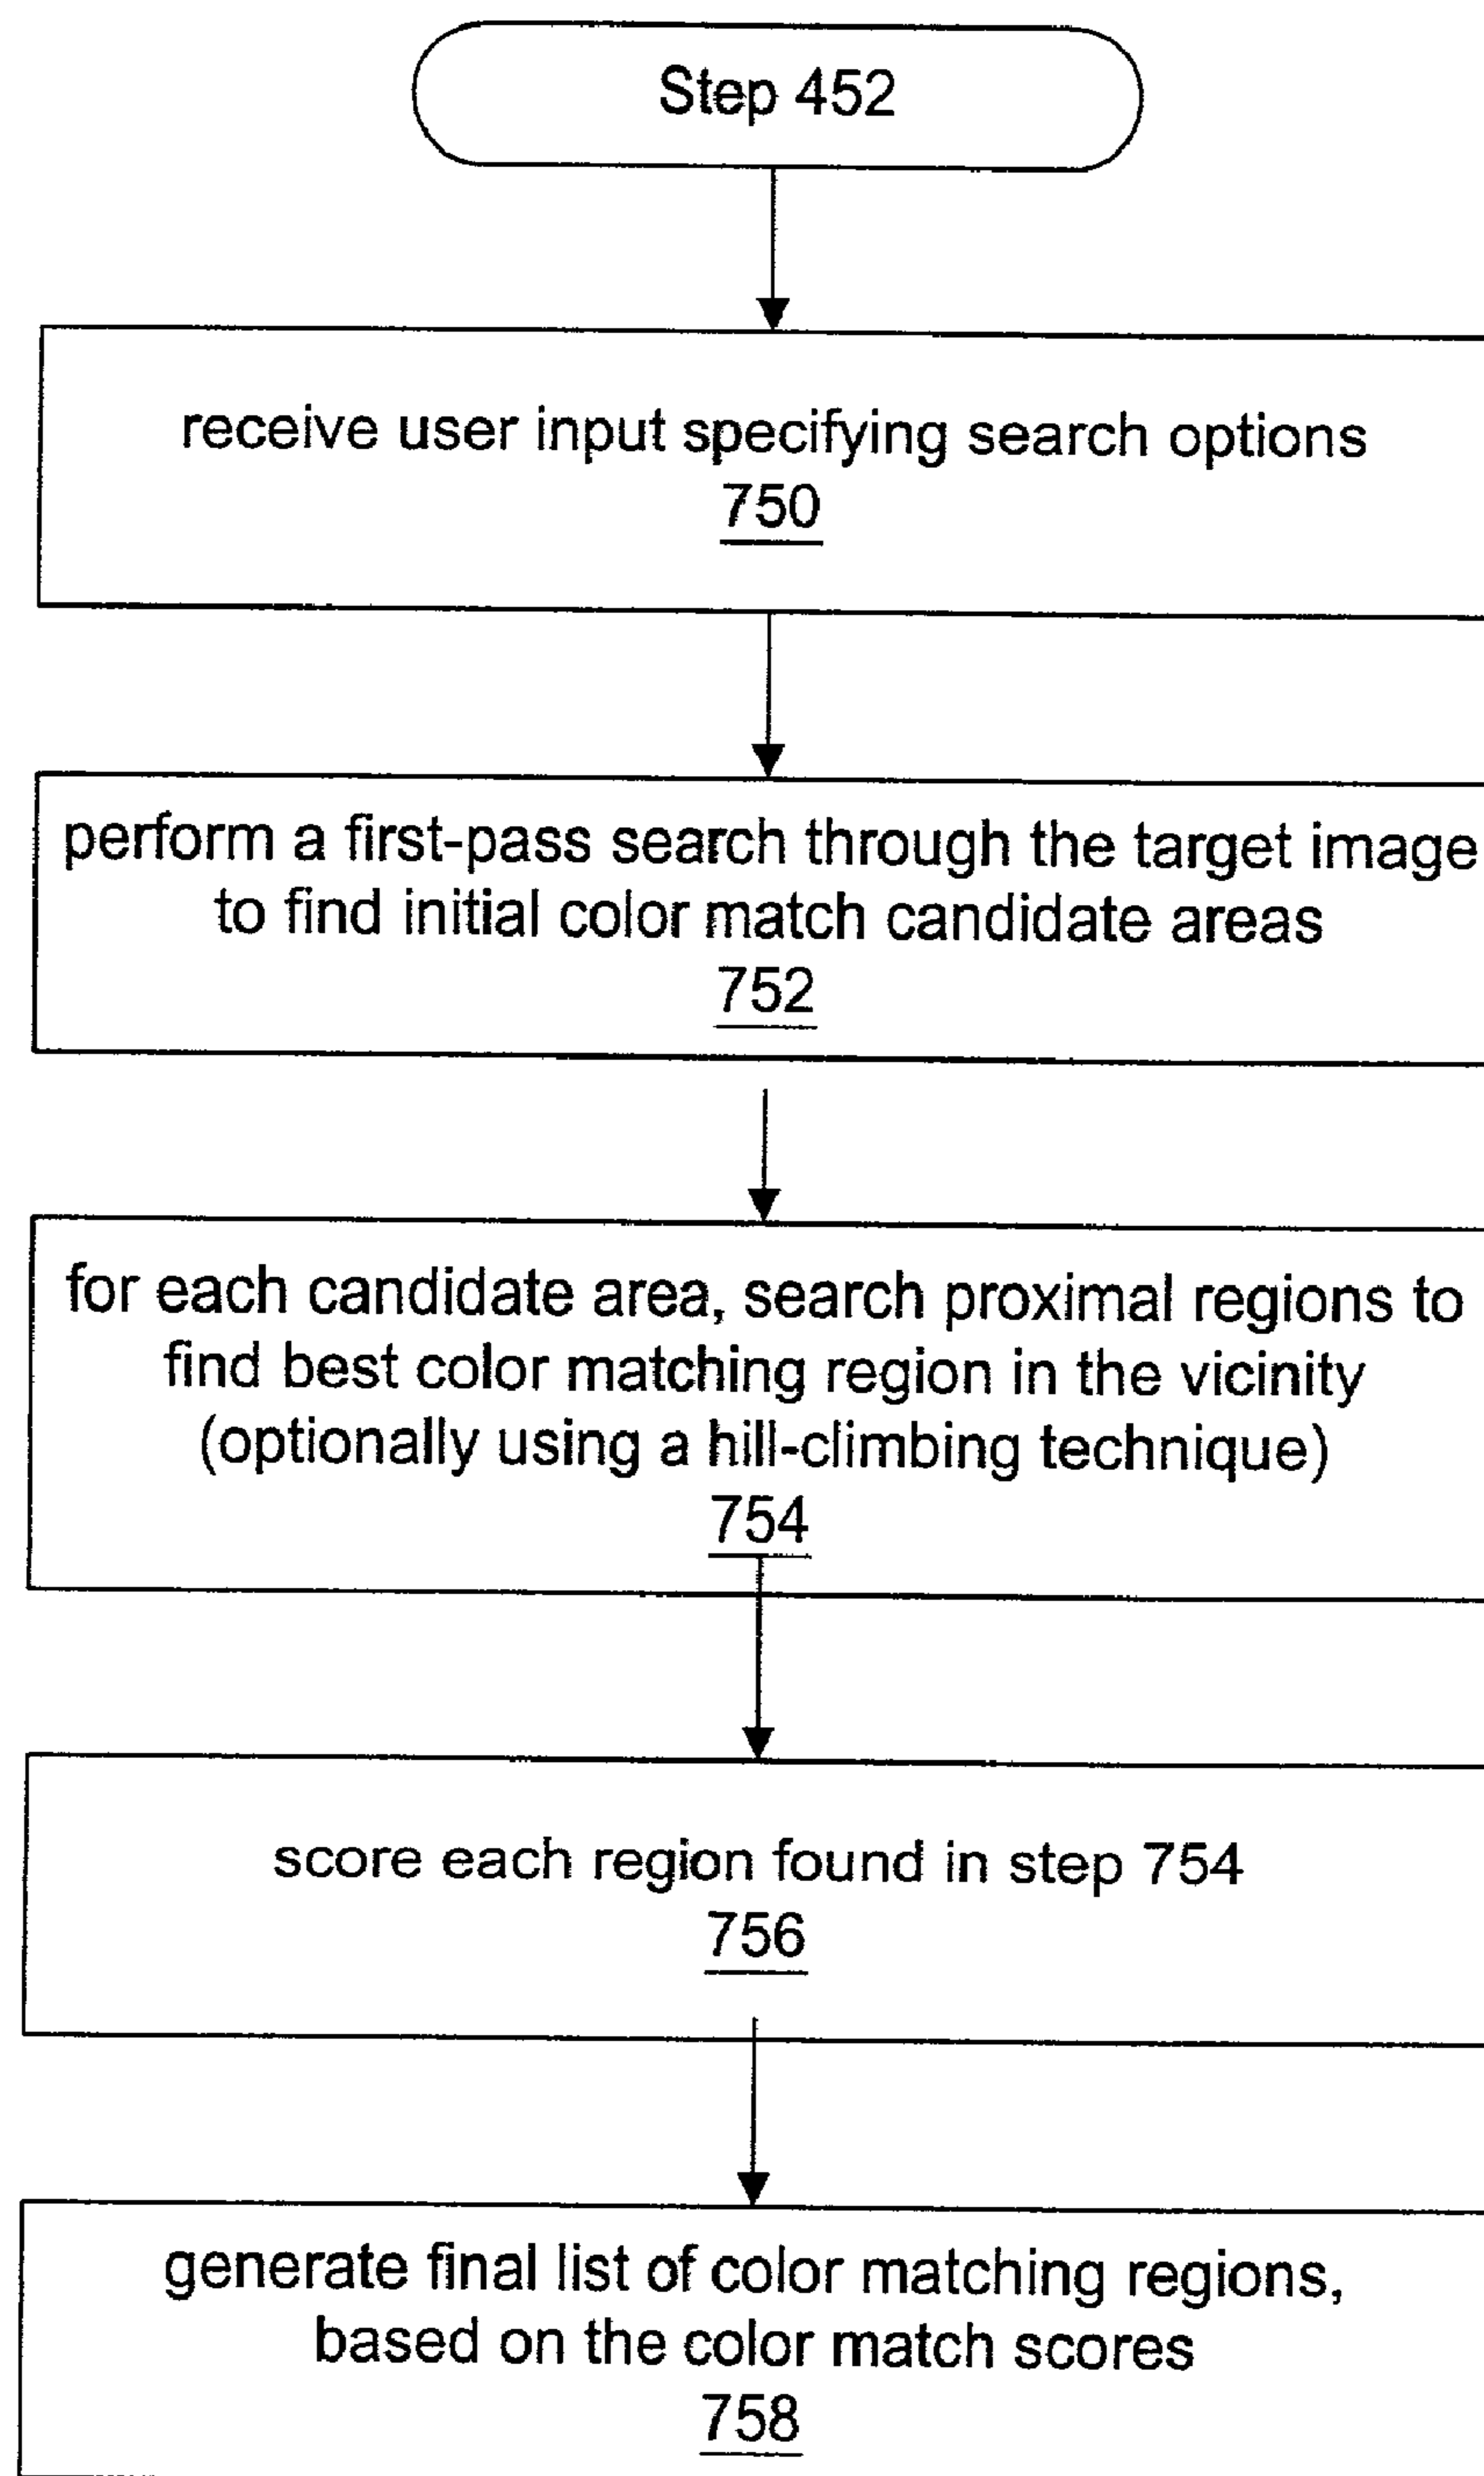 Step 452
receive user input specifying search options
750
perform a first-pass search through the target image
to find initial color match candidate areas
752
for each candidate area, search proximal regions to
find best color matching region in the vicinity
(optionally using a hill-climbing technique)
754
score each region found in step 754
756
generate final list of color matching regions,
based on the color match scores
758